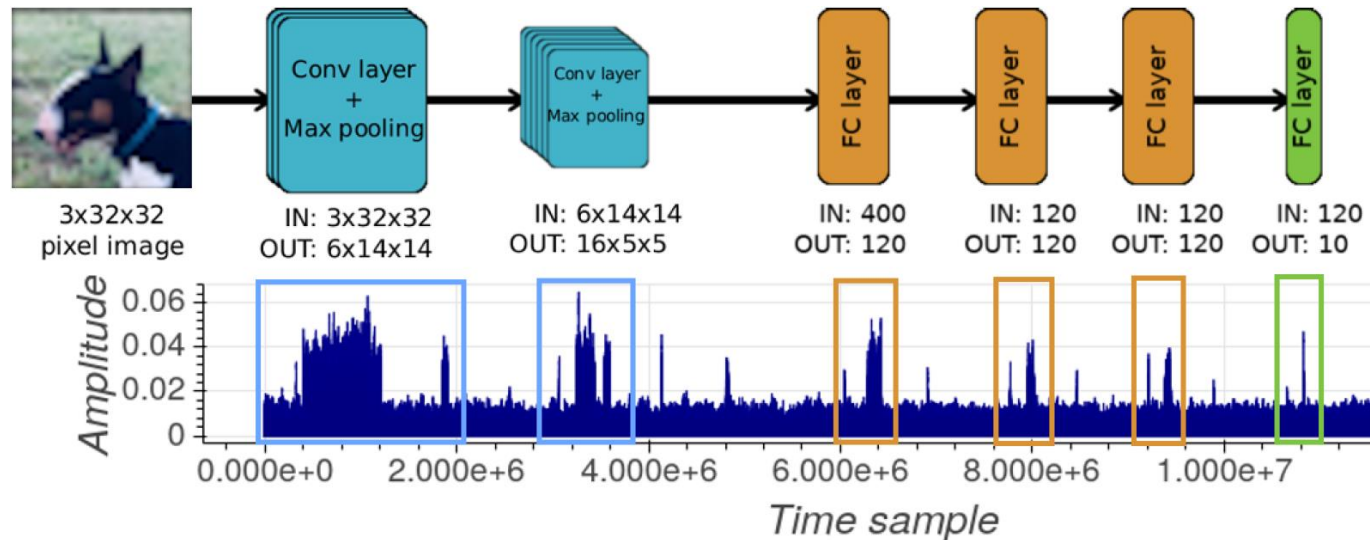 Conv layer
+
Max pooling
Conv layer
+
Max pooling
FC layer
FC layer
FC layer
FC layer
3x32x32
pixel image
IN: 3x32x32
OUT: 6x14x14
IN: 6x14x14
OUT: 16x5x5
IN: 400
OUT: 120
IN: 120
OUT: 120
IN: 120
OUT: 120
IN: 120
OUT: 10
Amplitude
0.06
0.04
0.02
0
0.000e+0 2.000e+6 4.000e+6 6.000e+6 8.000e+6 1.000e+7
Time sample